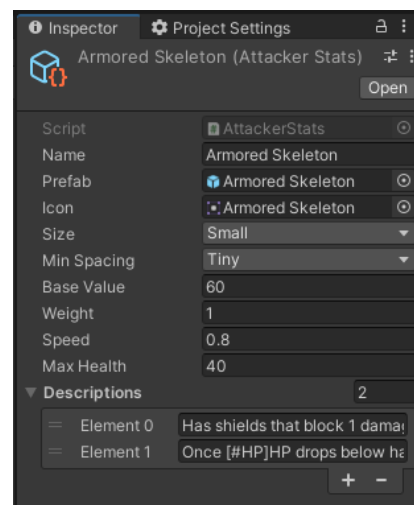 Inspector Project Settings
Armored Skeleton (Attacker Stats)
Open
Script AttackerStats
Name Armored Skeleton
Prefab Armored Skeleton
Icon Armored Skeleton
Size Small
Min Spacing Tiny
Base Value 60
Weight 1
Speed 0.8
Max Health 40
Descriptions 2
Element 0 Has shields that block 1 damag
Element 1 Once [#HP]HP drops below ha
+ −